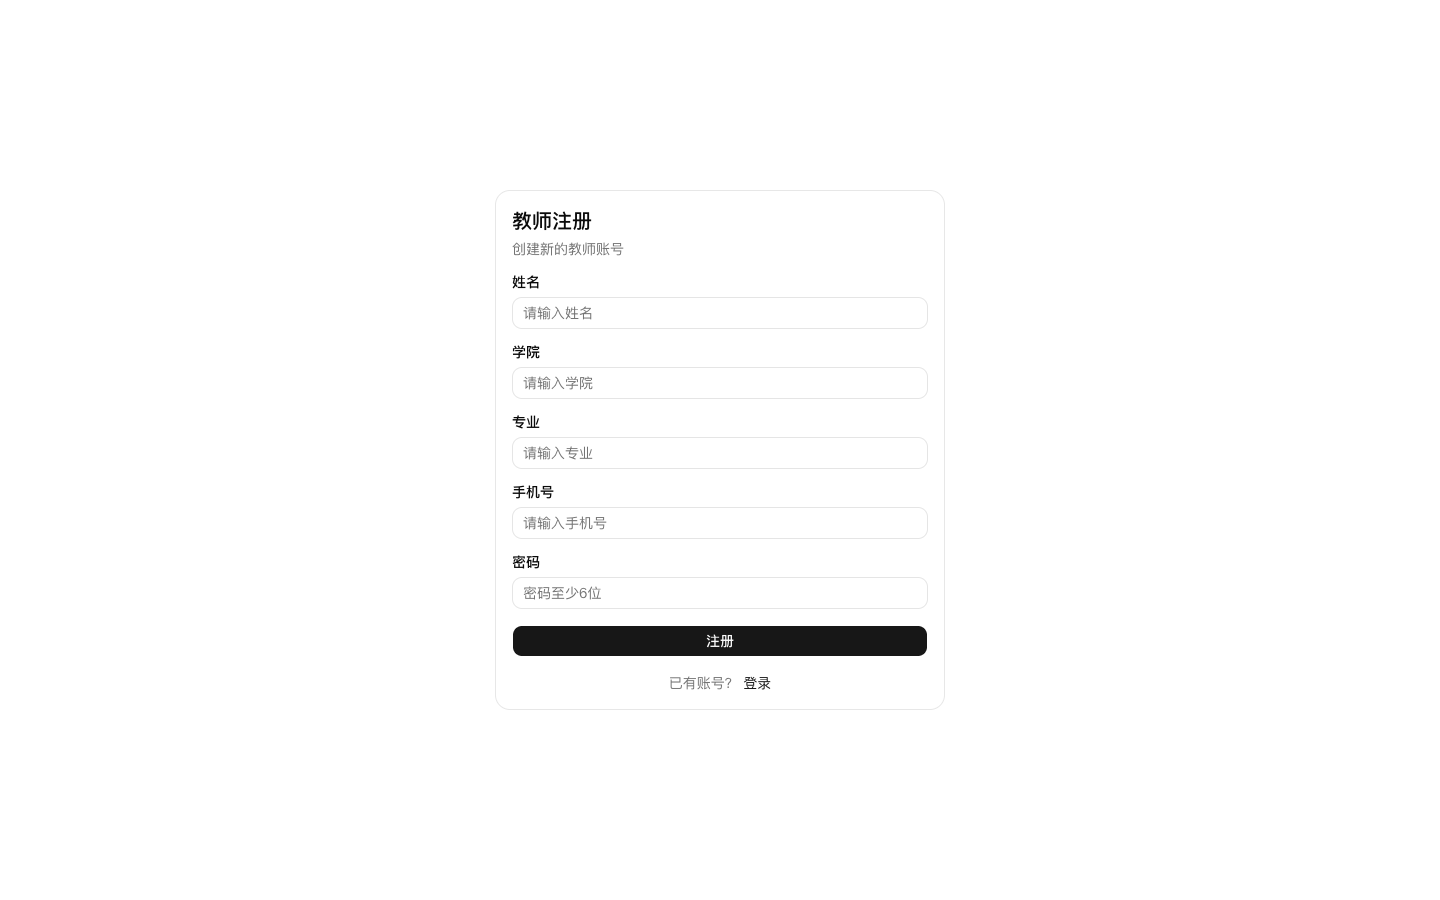 教师注册
创建新的教师账号
姓名
请输入姓名
学院
请输入学院
专业
请输入专业
手机号
请输入手机号
密码
密码至少6位
注册
已有账号? 登录